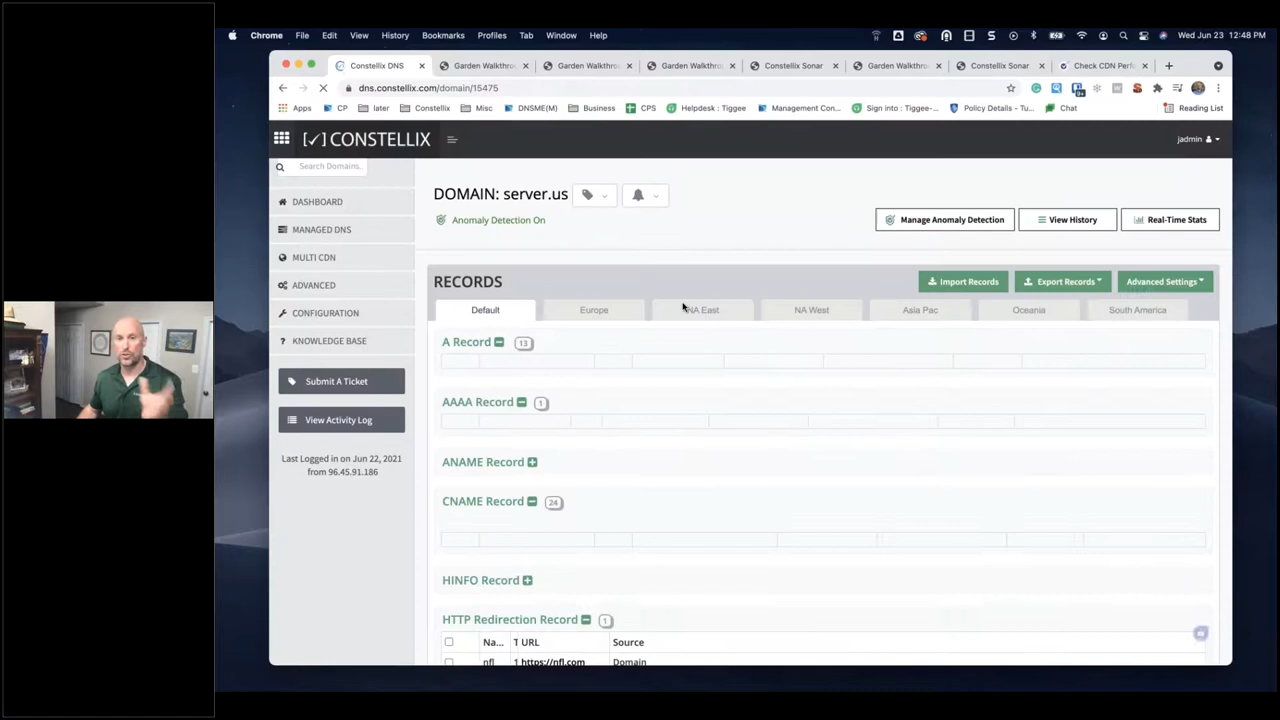 Chrome File Edit View History Bookmarks Profiles Tab Window Help Wed Jun 23 12:48 PM
Constellix DNS Garden Walkthrou Garden Walkthrou Garden Walkthrou Constellix Sonar Garden Walkthrou Constellix Sonar Check CDN Perf
dns.constellix.com/domain/15475
Apps CP later Constellix Misc DNSME(M) Business CPS Helpdesk : Tiggee Management Con... Sign into : Tiggee-... Policy Details - Tu... Chat Reading List
[✓] CONSTELLIX
jadmin
Search Domains..
DASHBOARD
MANAGED DNS
MULTI CDN
ADVANCED
CONFIGURATION
KNOWLEDGE BASE
Submit A Ticket
View Activity Log
Last Logged in on Jun 22, 2021
from 96.45.91.186
DOMAIN: server.us
Anomaly Detection On
Manage Anomaly Detection View History Real-Time Stats
RECORDS
Import Records Export Records Advanced Settings
Default Europe NA East NA West Asia Pac Oceania South America
A Record 13
AAAA Record 1
ANAME Record
CNAME Record 24
HINFO Record
HTTP Redirection Record 1
Na... T URL Source
nfl 1 https://nfl.com Domain